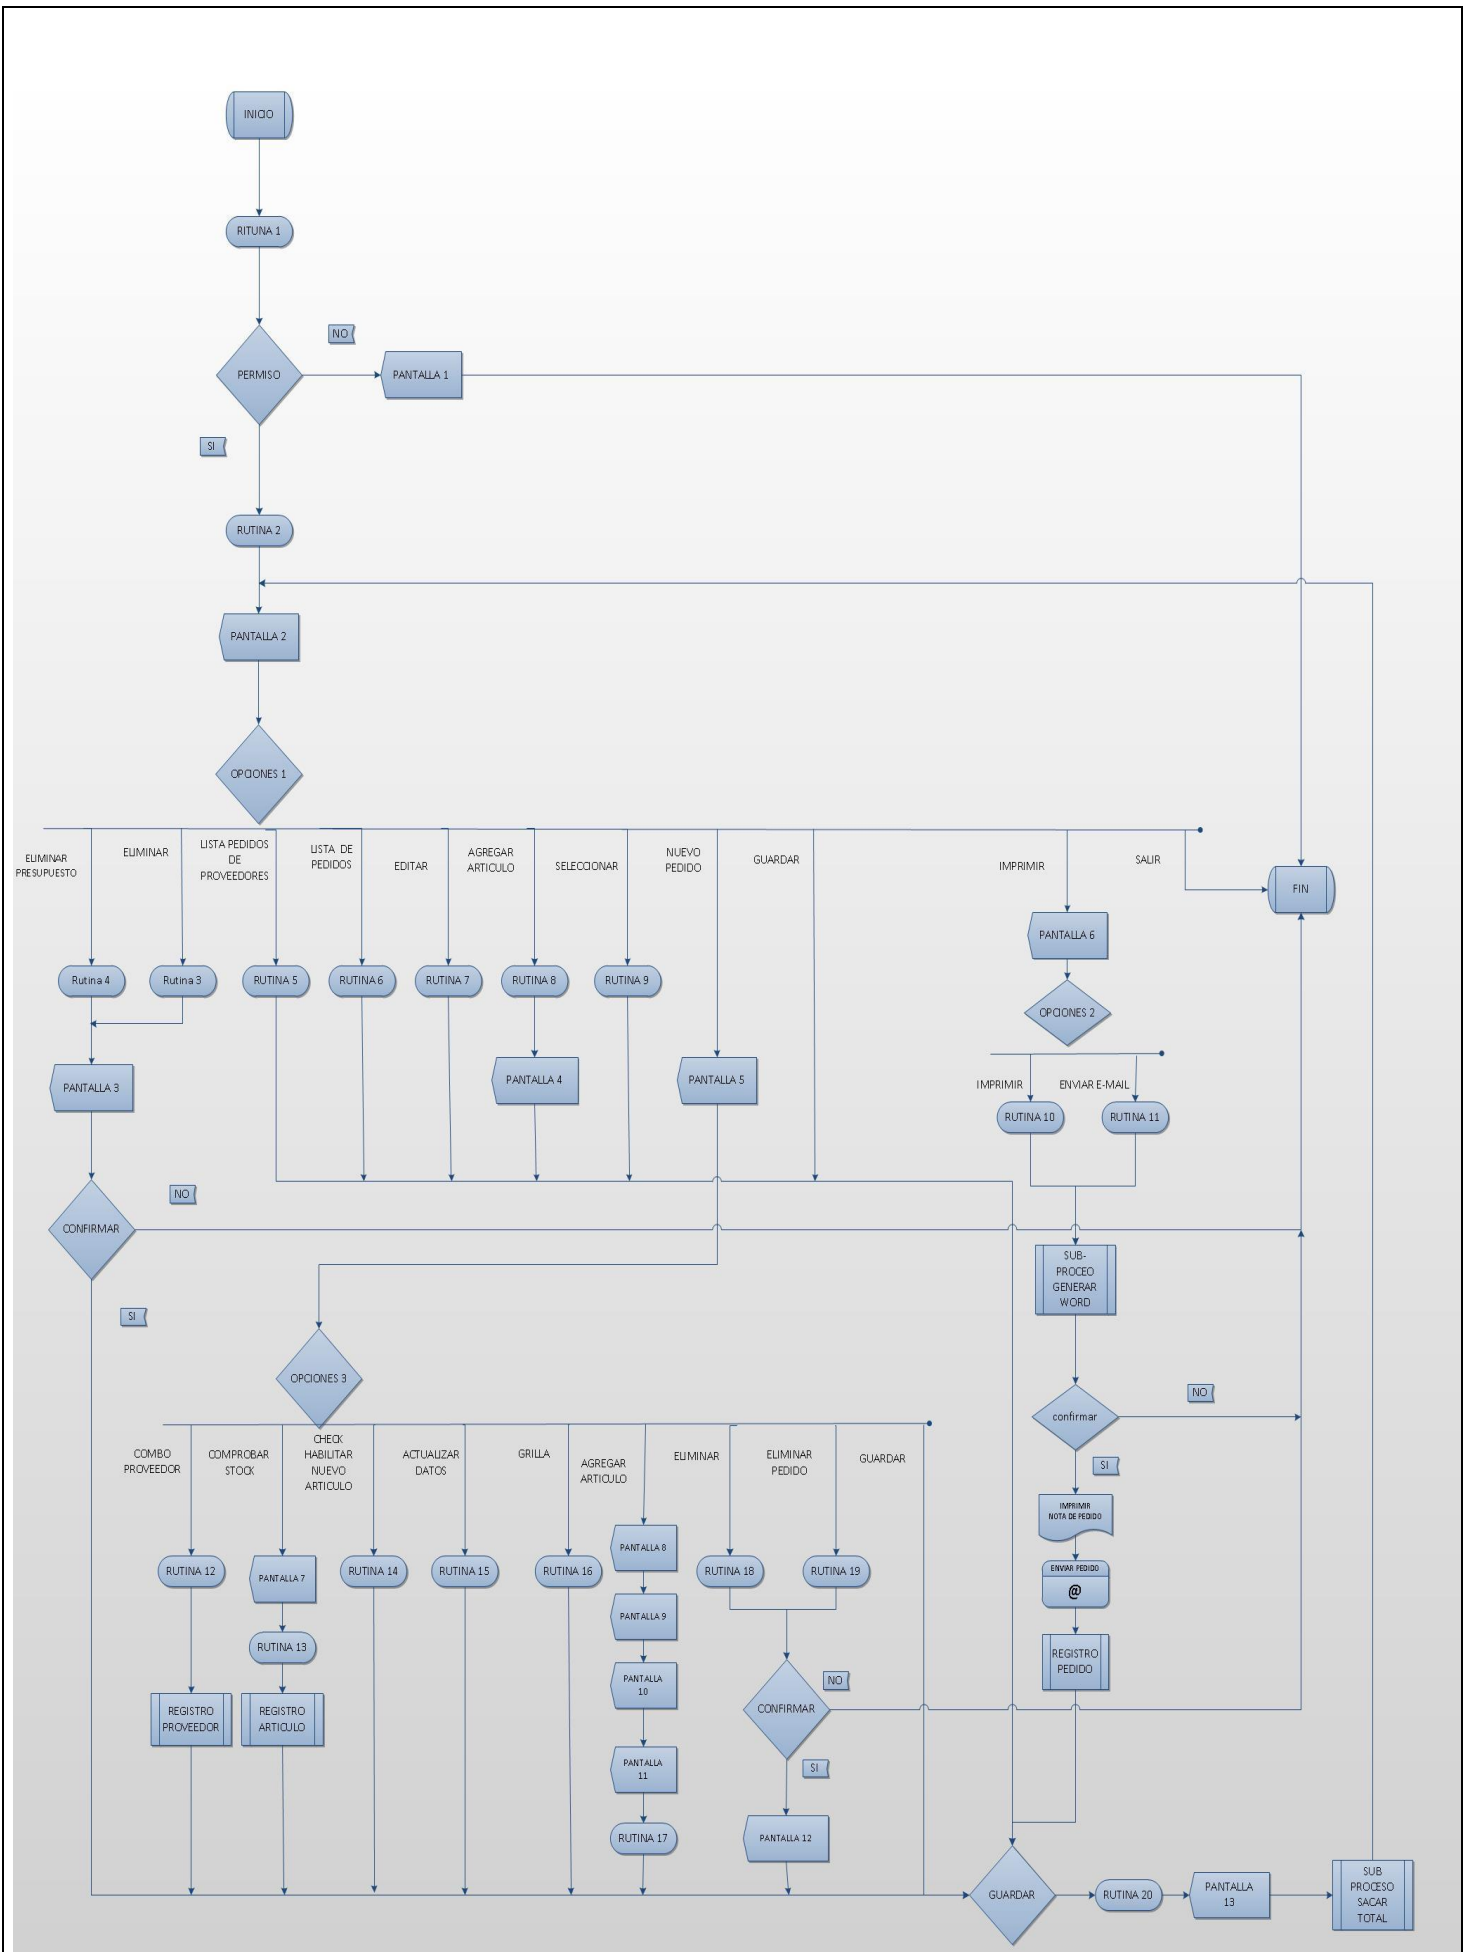 INICIO
RITUNA 1
NO
PERMISO
PANTALLA 1
SI
RUTINA 2
PANTALLA 2
OPCIONES 1
ELIMINAR
PRESUPUESTO
ELIMINAR
LISTA PEDIDOS
DE
PROVEEDORES
LISTA DE
PEDIDOS
EDITAR
AGREGAR
ARTICULO
SELECCIONAR
NUEVO
PEDIDO
GUARDAR
IMPRIMIR
SALIR
FIN
PANTALLA 6
Rutina 4
Rutina 3
RUTINA 5
RUTINA 6
RUTINA 7
RUTINA 8
RUTINA 9
OPCIONES 2
PANTALLA 3
PANTALLA 4
PANTALLA 5
IMPRIMIR
ENVIAR E-MAIL
RUTINA 10
RUTINA 11
NO
CONFIRMAR
SUB-
PROCEO
GENERAR
WORD
SI
OPCIONES 3
NO
confirmar
COMBO
PROVEEDOR
COMPROBAR
STOCK
CHECK
HABILITAR
NUEVO
ARTICULO
ACTUALIZAR
DATOS
GRILLA
AGREGAR
ARTICULO
ELIMINAR
ELIMINAR
PEDIDO
GUARDAR
SI
IMPRIMIR
NOTA DE PEDIDO
PANTALLA 8
RUTINA 12
PANTALLA 7
RUTINA 14
RUTINA 15
RUTINA 16
RUTINA 18
RUTINA 19
ENVIAR PEDIDO
@
PANTALLA 9
RUTINA 13
REGISTRO
PEDIDO
PANTALLA
10
NO
REGISTRO
PROVEEDOR
REGISTRO
ARTICULO
CONFIRMAR
PANTALLA
11
SI
RUTINA 17
PANTALLA 12
GUARDAR
RUTINA 20
PANTALLA
13
SUB
PROCESO
SACAR
TOTAL